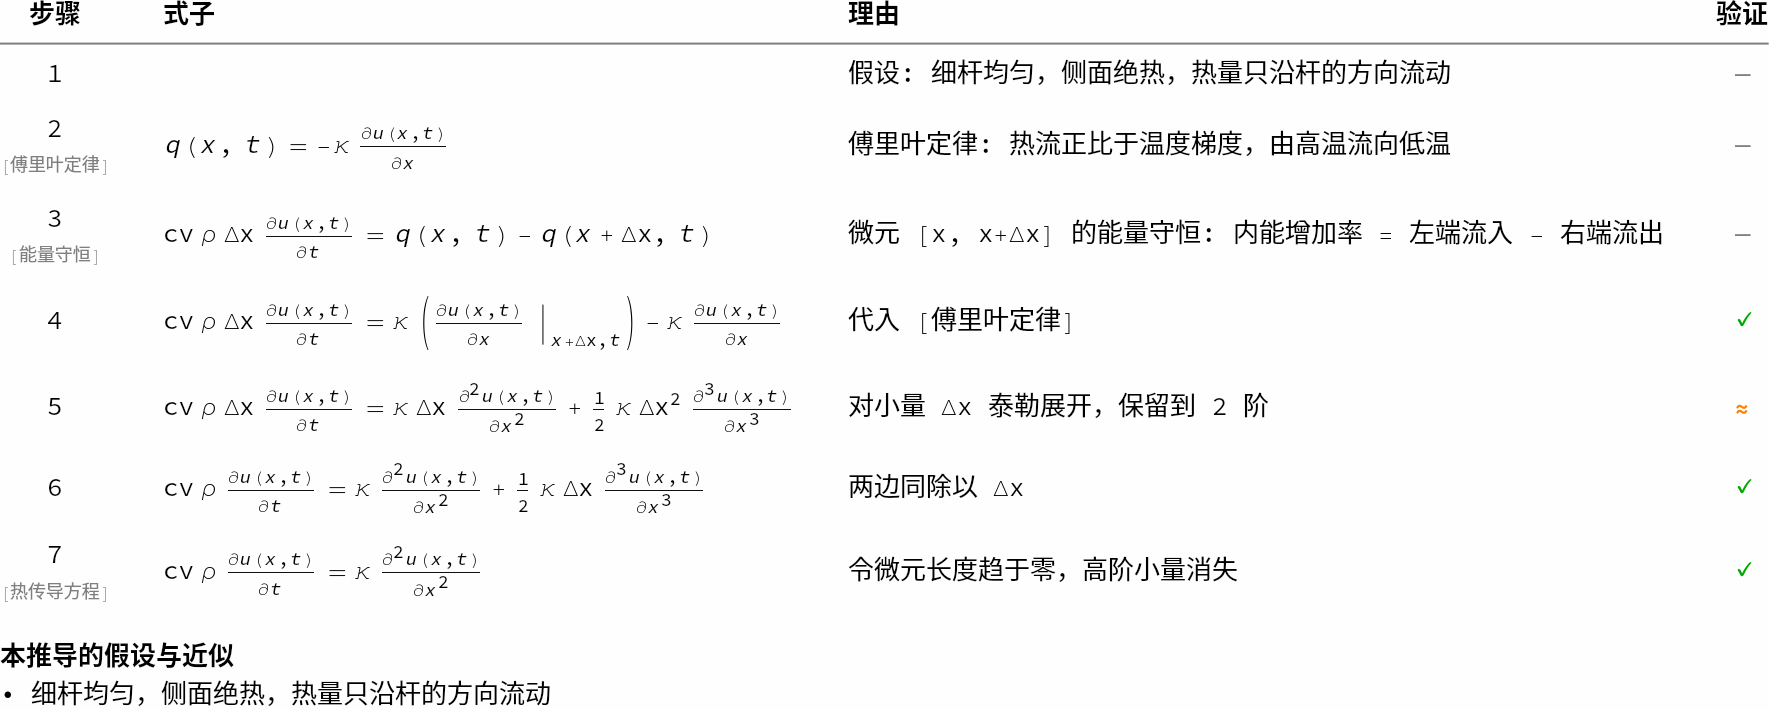 步骤 式子 理由 验证
1 假设: 细杆均匀，侧面绝热，热量只沿杆的方向流动 —
2 [傅里叶定律] q(x, t) = -κ ∂u(x,t)/∂x 傅里叶定律: 热流正比于温度梯度，由高温流向低温 —
3 [能量守恒] cv ρ Δx ∂u(x,t)/∂t = q(x, t) - q(x + Δx, t) 微元 [x, x+Δx] 的能量守恒: 内能增加率 = 左端流入 - 右端流出 —
4 cv ρ Δx ∂u(x,t)/∂t = κ (∂u(x,t)/∂x |x+Δx,t) - κ ∂u(x,t)/∂x 代入 [傅里叶定律] ✓
5 cv ρ Δx ∂u(x,t)/∂t = κ Δx ∂²u(x,t)/∂x² + 1/2 κ Δx² ∂³u(x,t)/∂x³ 对小量 Δx 泰勒展开，保留到 2 阶 ≈
6 cv ρ ∂u(x,t)/∂t = κ ∂²u(x,t)/∂x² + 1/2 κ Δx ∂³u(x,t)/∂x³ 两边同除以 Δx ✓
7 [热传导方程] cv ρ ∂u(x,t)/∂t = κ ∂²u(x,t)/∂x² 令微元长度趋于零，高阶小量消失 ✓
本推导的假设与近似
• 细杆均匀，侧面绝热，热量只沿杆的方向流动